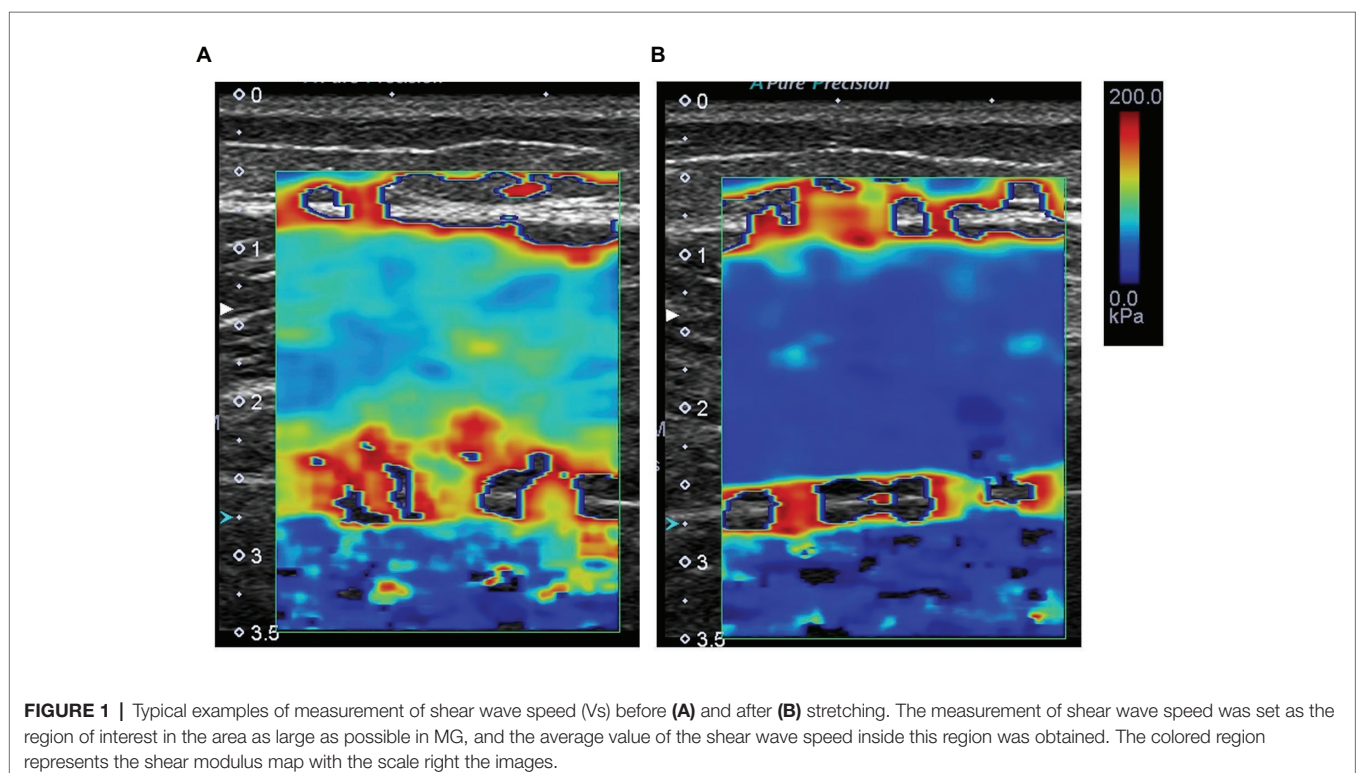 A
B
A Pure Precision
0
1
2
3
3.5
0
1
2
3
3.5
200.0
0.0
kPa
FIGURE 1 | Typical examples of measurement of shear wave speed (Vs) before (A) and after (B) stretching. The measurement of shear wave speed was set as the
region of interest in the area as large as possible in MG, and the average value of the shear wave speed inside this region was obtained. The colored region
represents the shear modulus map with the scale right the images.